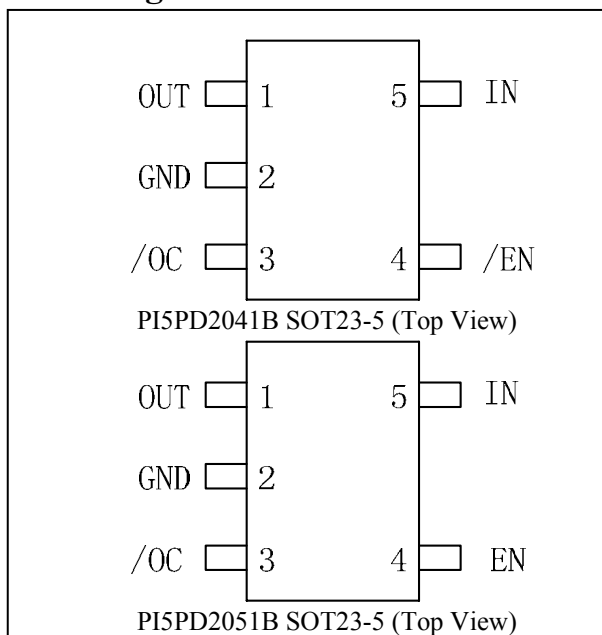 OUT 1 5 IN
GND 2
/OC 3 4 /EN
PI5PD2041B SOT23-5 (Top View)
OUT 1 5 IN
GND 2
/OC 3 4 EN
PI5PD2051B SOT23-5 (Top View)